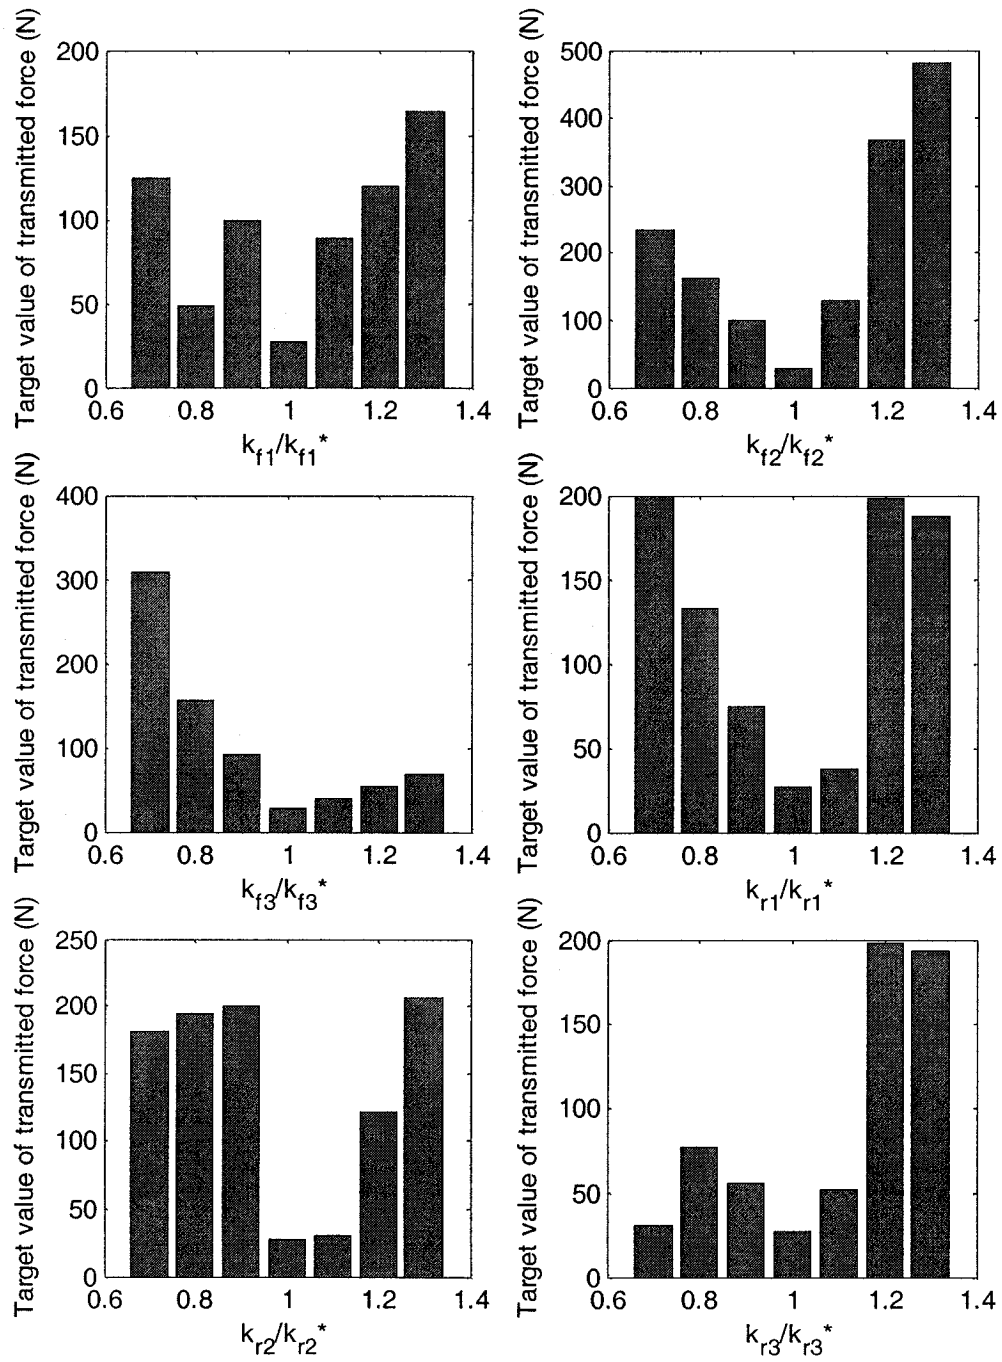 Target value of transmitted force (N)
200
150
100
50
0
0.6 0.8 1 1.2 1.4
k_f1/k_f1*
Target value of transmitted force (N)
500
400
300
200
100
0
0.6 0.8 1 1.2 1.4
k_f2/k_f2*
Target value of transmitted force (N)
400
300
200
100
0
0.6 0.8 1 1.2 1.4
k_f3/k_f3*
Target value of transmitted force (N)
200
150
100
50
0
0.6 0.8 1 1.2 1.4
k_r1/k_r1*
Target value of transmitted force (N)
250
200
150
100
50
0
0.6 0.8 1 1.2 1.4
k_r2/k_r2*
Target value of transmitted force (N)
200
150
100
50
0
0.6 0.8 1 1.2 1.4
k_r3/k_r3*